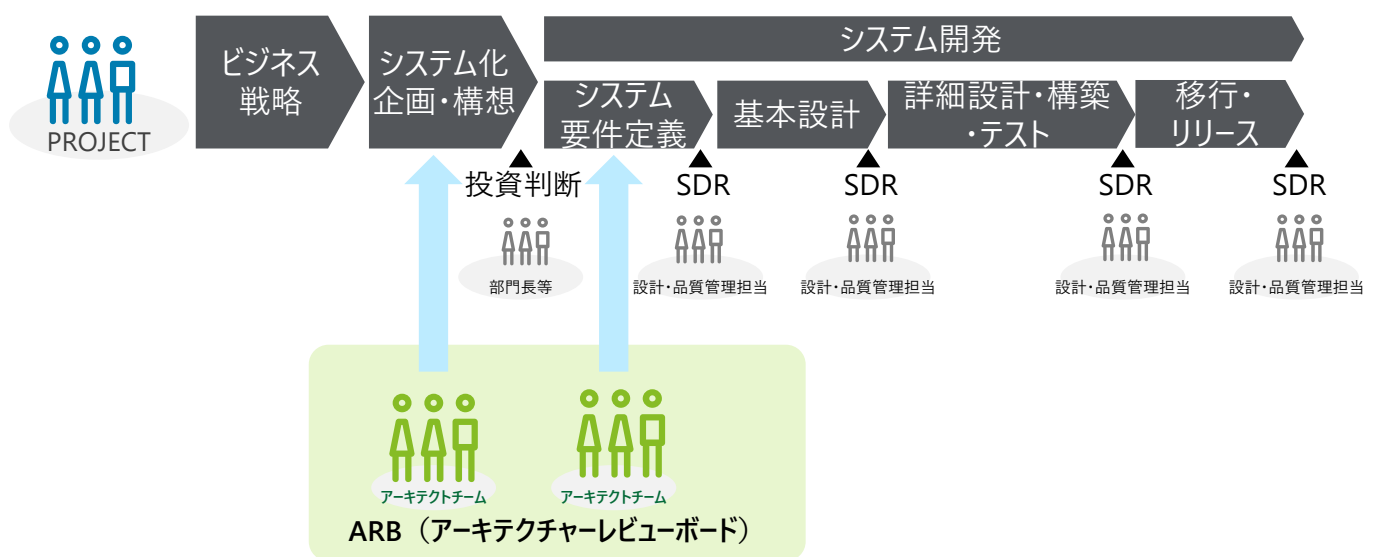 PROJECT
ビジネス
戦略
システム化
企画・構想
システム開発
システム
要件定義
基本設計
詳細設計・構築
・テスト
移行・
リリース
投資判断
SDR
SDR
SDR
SDR
部門長等
設計・品質管理担当
設計・品質管理担当
設計・品質管理担当
設計・品質管理担当
アーキテクトチーム
アーキテクトチーム
ARB（アーキテクチャーレビューボード）